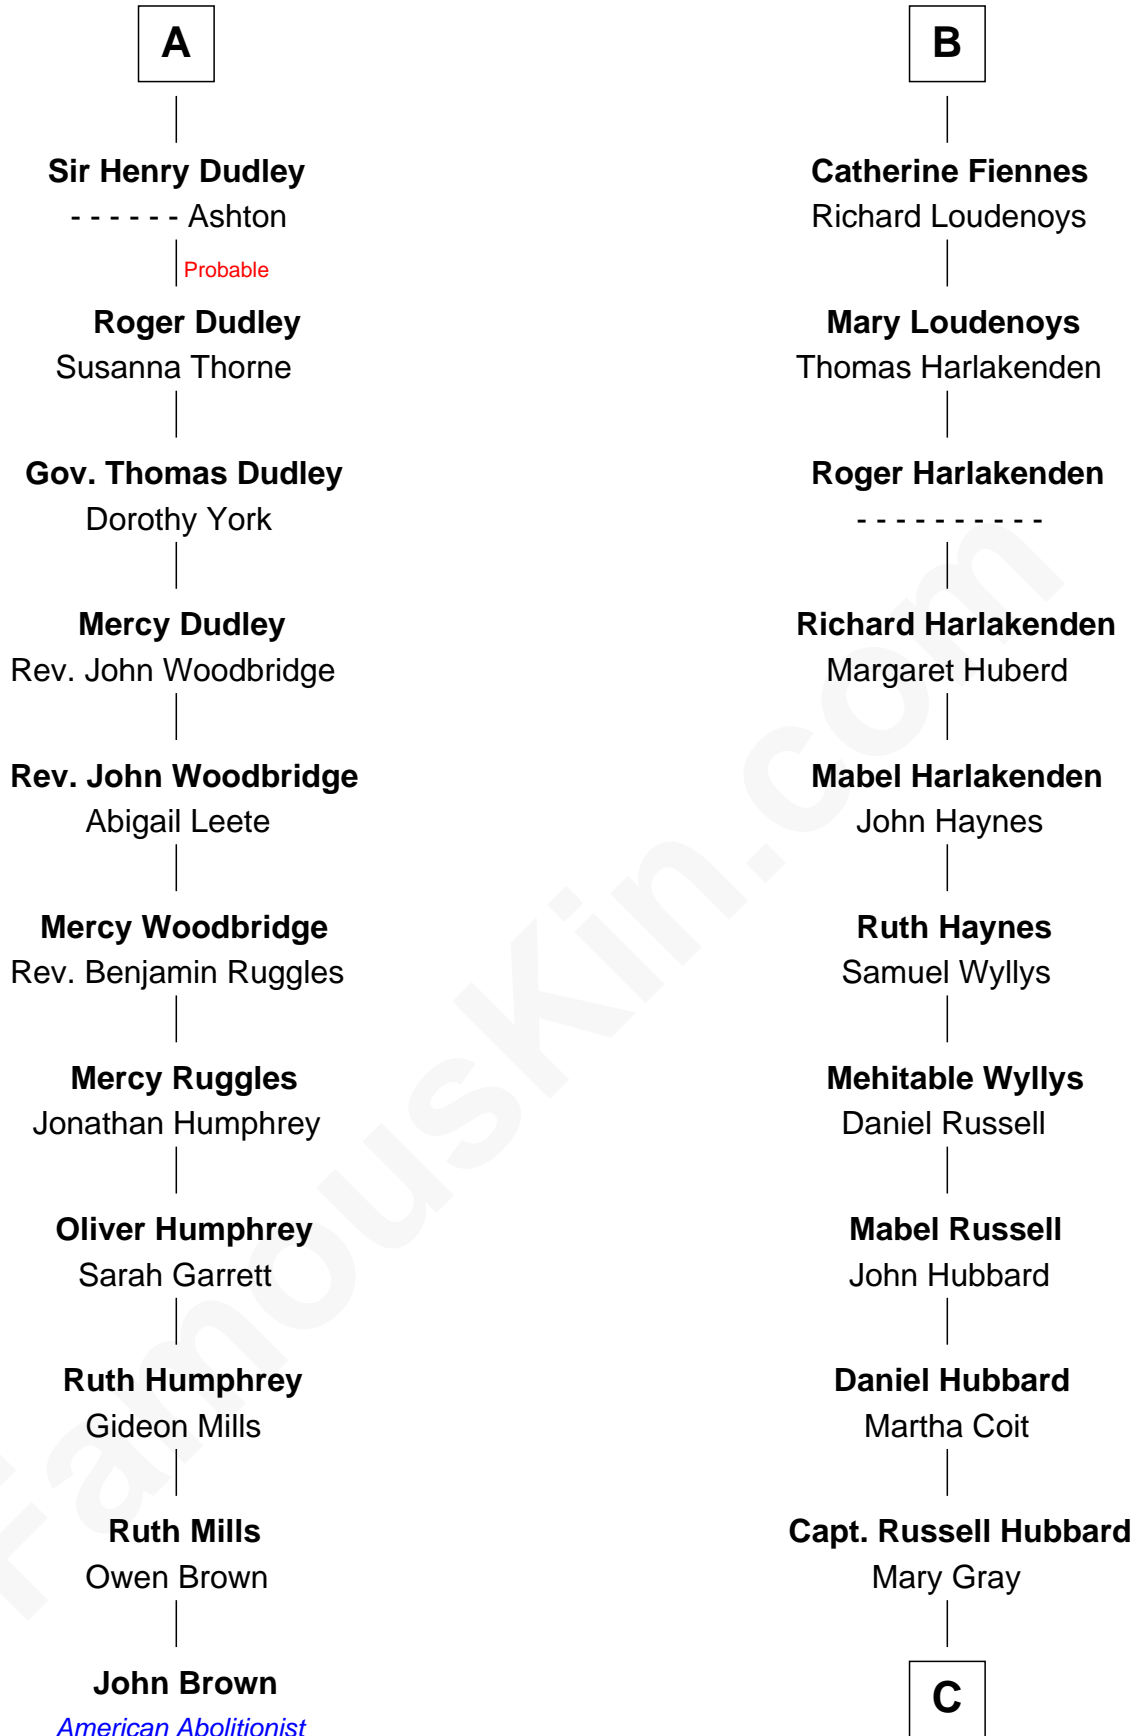 A
Sir Henry Dudley
- - - - - - Ashton
Probable
Roger Dudley
Susanna Thorne
Gov. Thomas Dudley
Dorothy York
Mercy Dudley
Rev. John Woodbridge
Rev. John Woodbridge
Abigail Leete
Mercy Woodbridge
Rev. Benjamin Ruggles
Mercy Ruggles
Jonathan Humphrey
Oliver Humphrey
Sarah Garrett
Ruth Humphrey
Gideon Mills
Ruth Mills
Owen Brown
John Brown
American Abolitionist
B
Catherine Fiennes
Richard Loudenoys
Mary Loudenoys
Thomas Harlakenden
Roger Harlakenden
- - - - - - - - - -
Richard Harlakenden
Margaret Huberd
Mabel Harlakenden
John Haynes
Ruth Haynes
Samuel Wyllys
Mehitable Wyllys
Daniel Russell
Mabel Russell
John Hubbard
Daniel Hubbard
Martha Coit
Capt. Russell Hubbard
Mary Gray
C
FamousKin.com